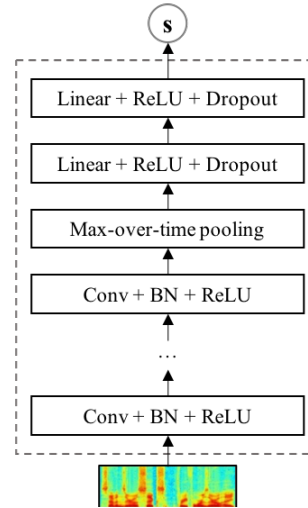 s
Linear + ReLU + Dropout
Linear + ReLU + Dropout
Max-over-time pooling
Conv + BN + ReLU
...
Conv + BN + ReLU